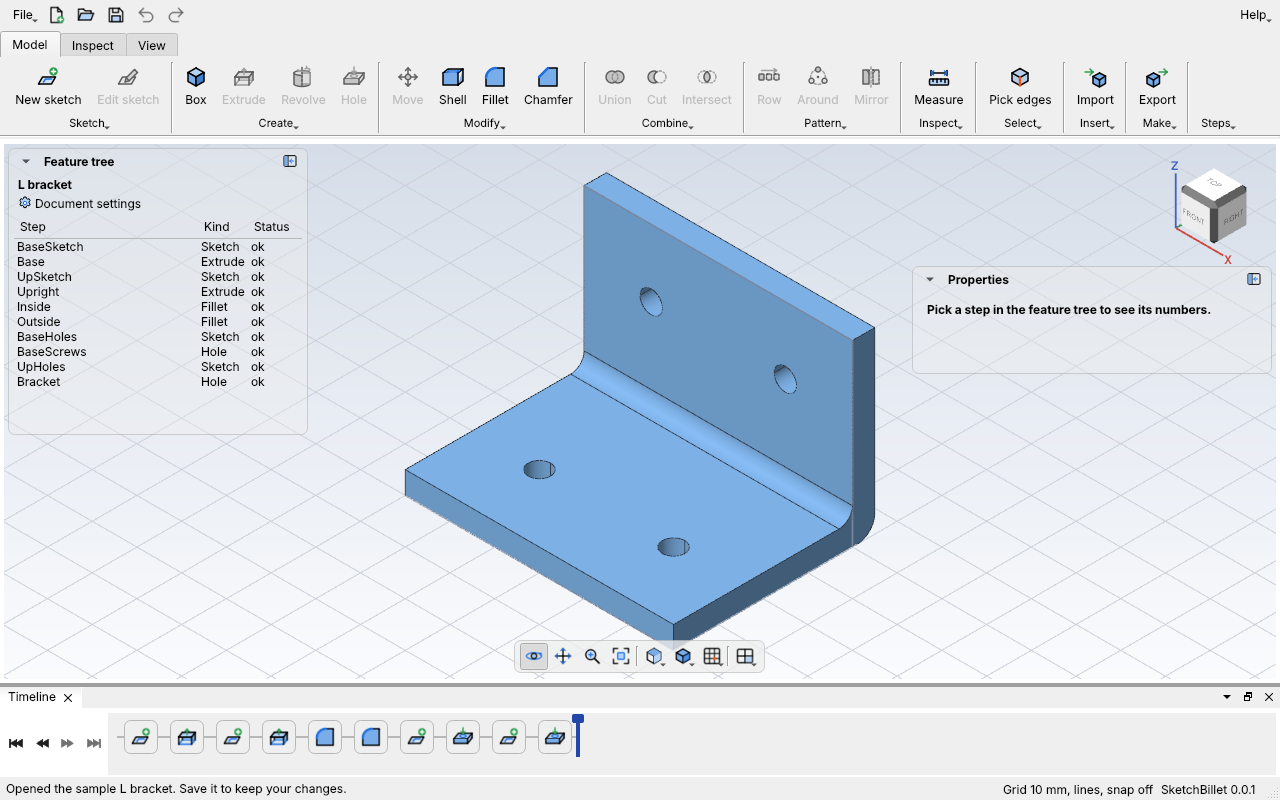 File
Help
Model
Inspect
View
New sketch
Edit sketch
Box
Extrude
Revolve
Hole
Move
Shell
Fillet
Chamfer
Union
Cut
Intersect
Row
Around
Mirror
Measure
Pick edges
Import
Export
Sketch
Create
Modify
Combine
Pattern
Inspect
Select
Insert
Make
Steps
Feature tree
L bracket
Document settings
Step Kind Status
BaseSketch Sketch ok
Base Extrude ok
UpSketch Sketch ok
Upright Extrude ok
Inside Fillet ok
Outside Fillet ok
BaseHoles Sketch ok
BaseScrews Hole ok
UpHoles Sketch ok
Bracket Hole ok
Z
TOP
FRONT
RIGHT
X
Properties
Pick a step in the feature tree to see its numbers.
Timeline
Opened the sample L bracket. Save it to keep your changes.
Grid 10 mm, lines, snap off SketchBillet 0.0.1